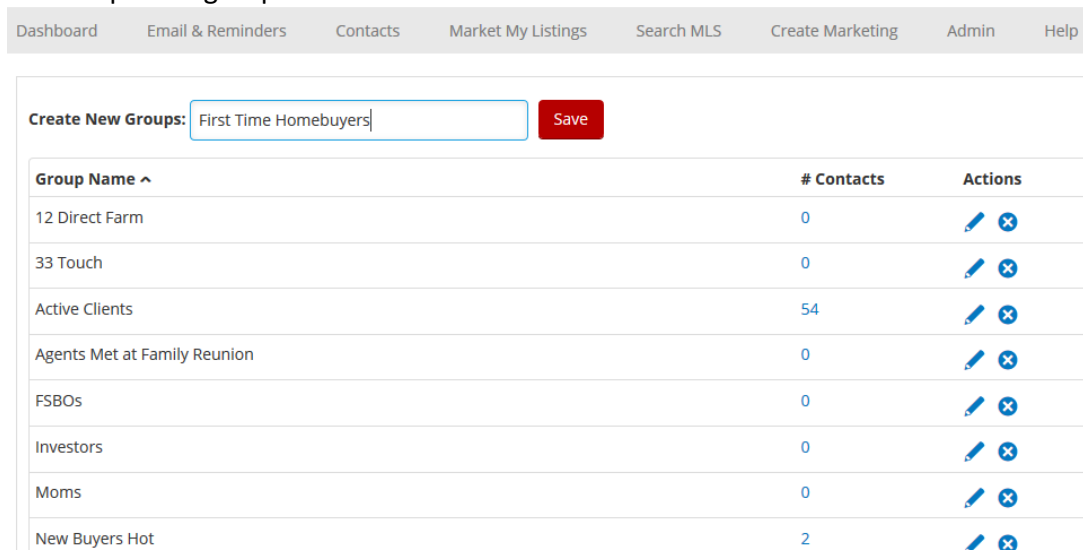 Dashboard Email & Reminders Contacts Market My Listings Search MLS Create Marketing Admin Help
Create New Groups: First Time Homebuyers Save
Group Name # Contacts Actions
12 Direct Farm 0
33 Touch 0
Active Clients 54
Agents Met at Family Reunion 0
FSBOs 0
Investors 0
Moms 0
New Buyers Hot 2